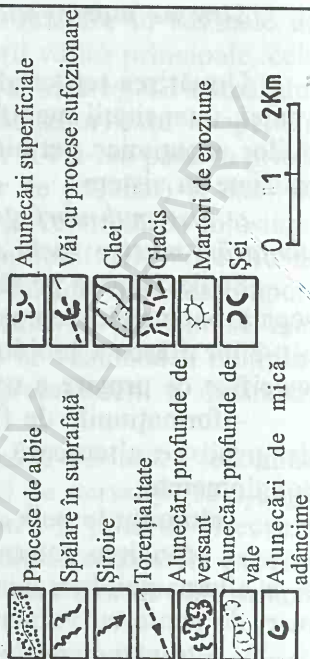 Procese de albie
Spălare în suprafață
Șiroire
Torențialitate
Alunecări profunde de
versant
Alunecări profunde de
vale
Alunecări de mică
adâncime
Alunecări superficiale
Văi cu procese sufozionare
Chei
Glacis
Martori de eroziune
Șei
0 1 2Km